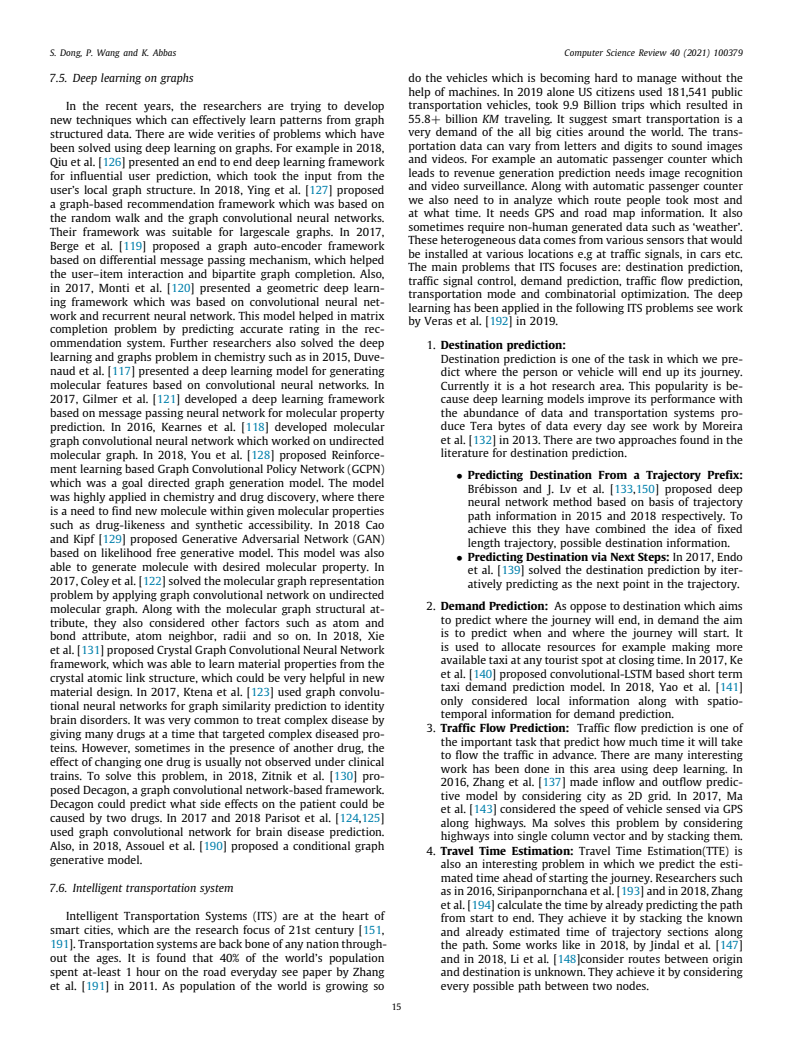 S. Dong, P. Wang and K. Abbas
Computer Science Review 40 (2021) 100379
7.5. Deep learning on graphs
In the recent years, the researchers are trying to develop
new techniques which can effectively learn patterns from graph
structured data. There are wide verities of problems which have
been solved using deep learning on graphs. For example in 2018,
Qiu et al. [126] presented an end to end deep learning framework
for influential user prediction, which took the input from the
user's local graph structure. In 2018, Ying et al. [127] proposed
a graph-based recommendation framework which was based on
the random walk and the graph convolutional neural networks.
Their framework was suitable for largescale graphs. In 2017,
Berge et al. [119] proposed a graph auto-encoder framework
based on differential message passing mechanism, which helped
the user–item interaction and bipartite graph completion. Also,
in 2017, Monti et al. [120] presented a geometric deep learn-
ing framework which was based on convolutional neural net-
work and recurrent neural network. This model helped in matrix
completion problem by predicting accurate rating in the rec-
ommendation system. Further researchers also solved the deep
learning and graphs problem in chemistry such as in 2015, Duve-
naud et al. [117] presented a deep learning model for generating
molecular features based on convolutional neural networks. In
2017, Gilmer et al. [121] developed a deep learning framework
based on message passing neural network for molecular property
prediction. In 2016, Kearnes et al. [118] developed molecular
graph convolutional neural network which worked on undirected
molecular graph. In 2018, You et al. [128] proposed Reinforce-
ment learning based Graph Convolutional Policy Network (GCPN)
which was a goal directed graph generation model. The model
was highly applied in chemistry and drug discovery, where there
is a need to find new molecule within given molecular properties
such as drug-likeness and synthetic accessibility. In 2018 Cao
and Kipf [129] proposed Generative Adversarial Network (GAN)
based on likelihood free generative model. This model was also
able to generate molecule with desired molecular property. In
2017, Coley et al. [122] solved the molecular graph representation
problem by applying graph convolutional network on undirected
molecular graph. Along with the molecular graph structural at-
tribute, they also considered other factors such as atom and
bond attribute, atom neighbor, radii and so on. In 2018, Xie
et al. [131] proposed Crystal Graph Convolutional Neural Network
framework, which was able to learn material properties from the
crystal atomic link structure, which could be very helpful in new
material design. In 2017, Ktena et al. [123] used graph convolu-
tional neural networks for graph similarity prediction to identity
brain disorders. It was very common to treat complex disease by
giving many drugs at a time that targeted complex diseased pro-
teins. However, sometimes in the presence of another drug, the
effect of changing one drug is usually not observed under clinical
trains. To solve this problem, in 2018, Zitnik et al. [130] pro-
posed Decagon, a graph convolutional network-based framework.
Decagon could predict what side effects on the patient could be
caused by two drugs. In 2017 and 2018 Parisot et al. [124,125]
used graph convolutional network for brain disease prediction.
Also, in 2018, Assouel et al. [190] proposed a conditional graph
generative model.
7.6. Intelligent transportation system
Intelligent Transportation Systems (ITS) are at the heart of
smart cities, which are the research focus of 21st century [151,
191]. Transportation systems are back bone of any nation through-
out the ages. It is found that 40% of the world's population
spent at-least 1 hour on the road everyday see paper by Zhang
et al. [191] in 2011. As population of the world is growing so
do the vehicles which is becoming hard to manage without the
help of machines. In 2019 alone US citizens used 181,541 public
transportation vehicles, took 9.9 Billion trips which resulted in
55.8+ billion KM traveling. It suggest smart transportation is a
very demand of the all big cities around the world. The trans-
portation data can vary from letters and digits to sound images
and videos. For example an automatic passenger counter which
leads to revenue generation prediction needs image recognition
and video surveillance. Along with automatic passenger counter
we also need to in analyze which route people took most and
at what time. It needs GPS and road map information. It also
sometimes require non-human generated data such as 'weather'.
These heterogeneous data comes from various sensors that would
be installed at various locations e.g at traffic signals, in cars etc.
The main problems that ITS focuses are: destination prediction,
traffic signal control, demand prediction, traffic flow prediction,
transportation mode and combinatorial optimization. The deep
learning has been applied in the following ITS problems see work
by Veras et al. [192] in 2019.
1. Destination prediction:
Destination prediction is one of the task in which we pre-
dict where the person or vehicle will end up its journey.
Currently it is a hot research area. This popularity is be-
cause deep learning models improve its performance with
the abundance of data and transportation systems pro-
duce Tera bytes of data every day see work by Moreira
et al. [132] in 2013. There are two approaches found in the
literature for destination prediction.
• Predicting Destination From a Trajectory Prefix:
Brébisson and J. Lv et al. [133,150] proposed deep
neural network method based on basis of trajectory
path information in 2015 and 2018 respectively. To
achieve this they have combined the idea of fixed
length trajectory, possible destination information.
• Predicting Destination via Next Steps: In 2017, Endo
et al. [139] solved the destination prediction by iter-
atively predicting as the next point in the trajectory.
2. Demand Prediction: As oppose to destination which aims
to predict where the journey will end, in demand the aim
is to predict when and where the journey will start. It
is used to allocate resources for example making more
available taxi at any tourist spot at closing time. In 2017, Ke
et al. [140] proposed convolutional-LSTM based short term
taxi demand prediction model. In 2018, Yao et al. [141]
only considered local information along with spatio-
temporal information for demand prediction.
3. Traffic Flow Prediction: Traffic flow prediction is one of
the important task that predict how much time it will take
to flow the traffic in advance. There are many interesting
work has been done in this area using deep learning. In
2016, Zhang et al. [137] made inflow and outflow predic-
tive model by considering city as 2D grid. In 2017, Ma
et al. [143] considered the speed of vehicle sensed via GPS
along highways. Ma solves this problem by considering
highways into single column vector and by stacking them.
4. Travel Time Estimation: Travel Time Estimation(TTE) is
also an interesting problem in which we predict the esti-
mated time ahead of starting the journey. Researchers such
as in 2016, Siripanpornchana et al. [193] and in 2018, Zhang
et al. [194] calculate the time by already predicting the path
from start to end. They achieve it by stacking the known
and already estimated time of trajectory sections along
the path. Some works like in 2018, by Jindal et al. [147]
and in 2018, Li et al. [148]consider routes between origin
and destination is unknown. They achieve it by considering
every possible path between two nodes.
15